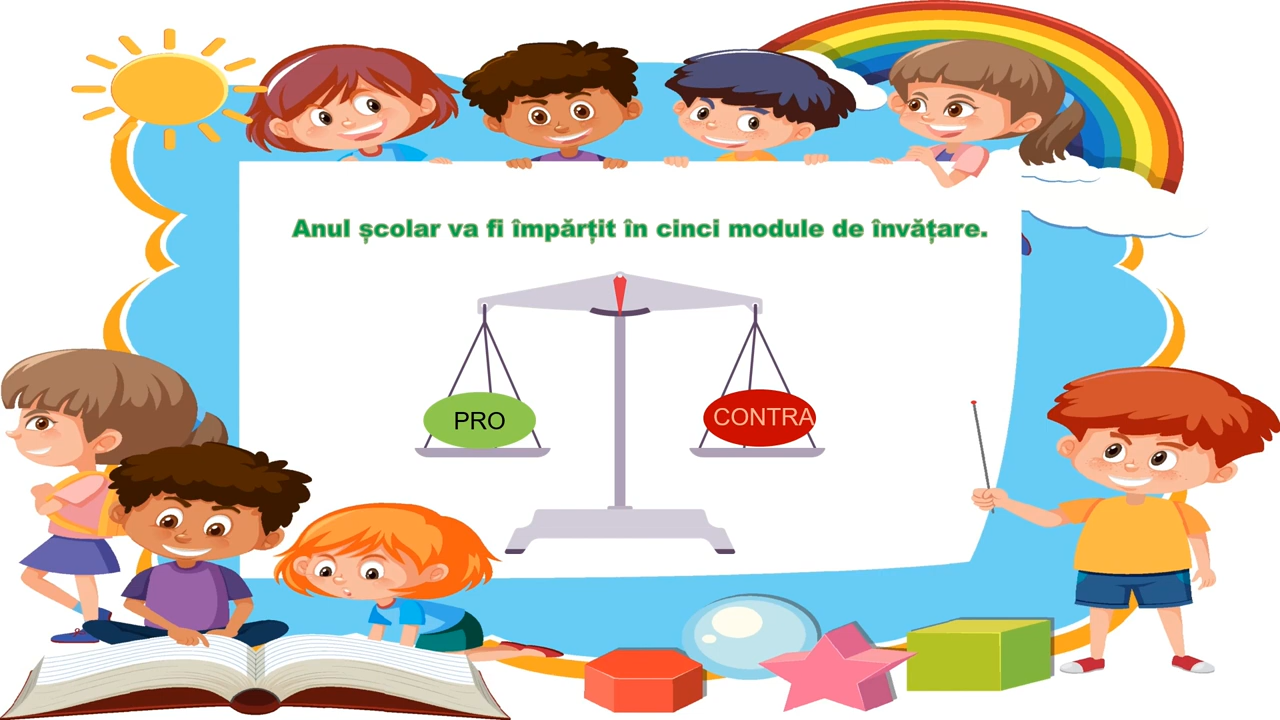 Anul școlar va fi împărțit în cinci module de învățare.
PRO
CONTRA